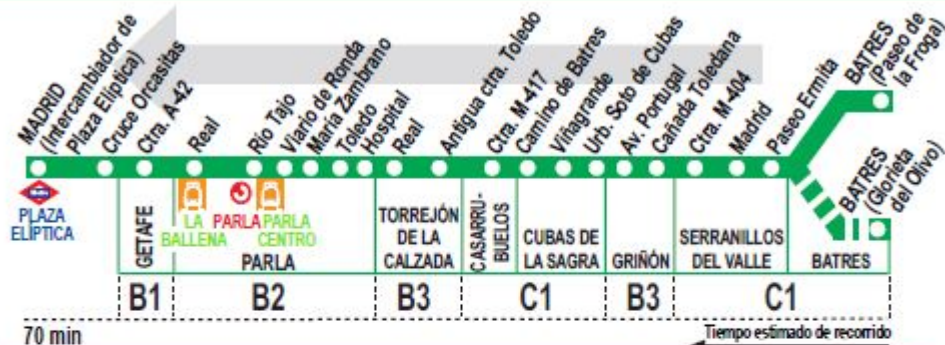 MADRID
(Intercambiador de
Plaza Elíptica)
Cruce Orcasitas
Ctra. A-42
Real
Río Tajo
Viario de Ronda
María Zambrano
Toledo
Hospital
Real
Antigua ctra. Toledo
Ctra. M-417
Camino de Batres
Viñagrande
Urb. Soto de Cubas
Av. Portugal
Cañada Toledana
Ctra. M-404
Madrid
Paseo Ermita
BATRES
(Paseo de
la Froga)
BATRES
(Glorieta
del Olivo)
PLAZA
ELÍPTICA
LA
BALLENA
PARLA
PARLA
CENTRO
GETAFE
PARLA
TORREJÓN
DE LA
CALZADA
CASARRU-
BUELOS
CUBAS DE
LA SAGRA
GRIÑÓN
SERRANILLOS
DEL VALLE
BATRES
B1
B2
B3
C1
B3
C1
70 min
Tiempo estimado de recorrido